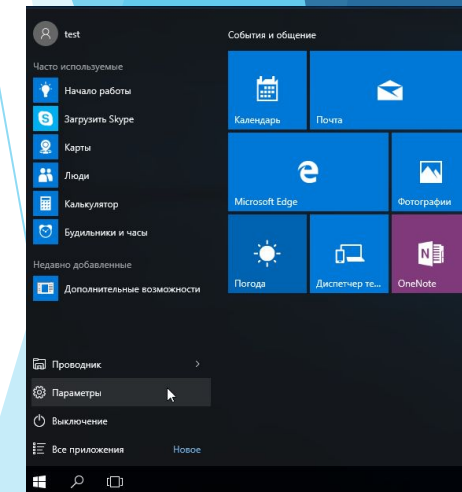 test
Часто используемые
Начало работы
Загрузить Skype
Карты
Люди
Калькулятор
Будильники и часы
Недавно добавленные
Дополнительные возможности
Проводник
Параметры
Выключение
Все приложения Новое
События и общение
Календарь Почта
Microsoft Edge Фотографии
Погода Диспетчер те... OneNote